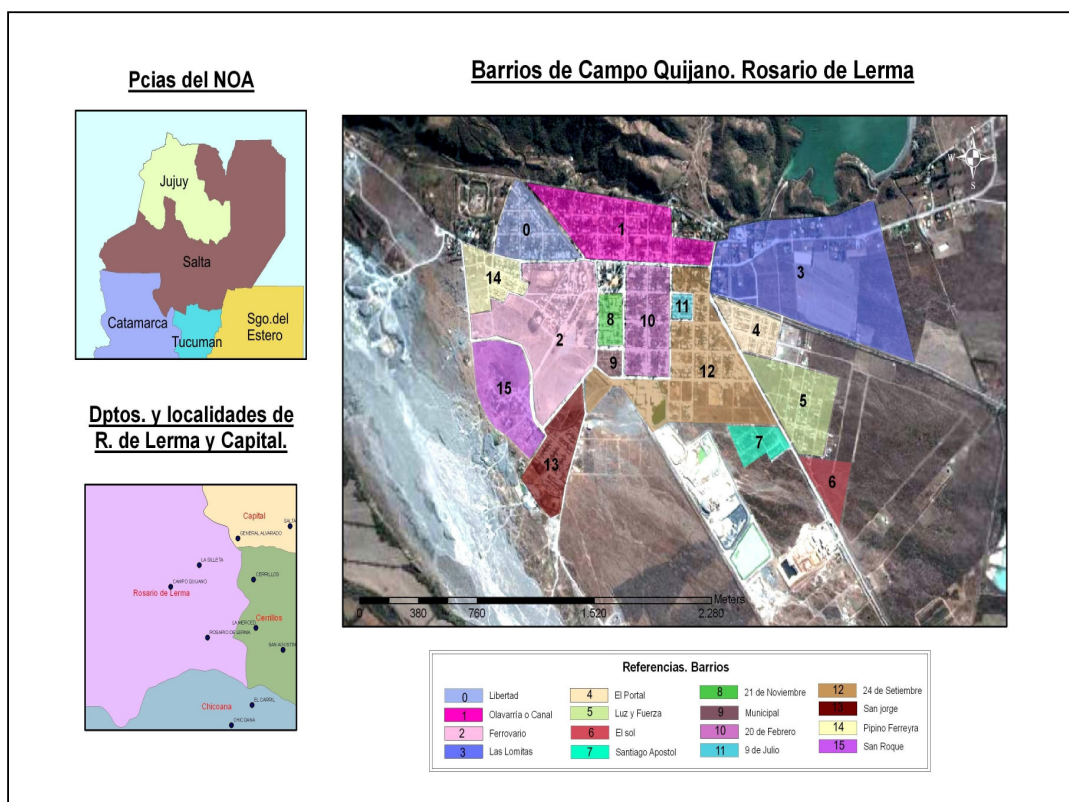 Pcias del NOA
Jujuy
Salta
Catamarca
Tucuman
Sgo.del
Estero
Dptos. y localidades de
R. de Lerma y Capital.
Capital
SALTA
GENERAL ALVARADO
LA SILLETA
CERRILLOS
CAMPO QUIJANO
Rosario de Lerma
Cerrillos
LA MERCED
ROSARIO DE LERMA
SAN AGUSTIN
Chicoana
EL CARRIL
CHICOANA
Barrios de Campo Quijano. Rosario de Lerma
N
W
E
S
0
1
3
14
2
8
10
11
4
9
12
15
5
7
13
6
Meters
0
380
760
1.520
2.280
Referencias. Barrios
0 Libertad
1 Olavarría o Canal
2 Ferrovario
3 Las Lomitas
4 El Portal
5 Luz y Fuerza
6 El sol
7 Santiago Apostol
8 21 de Noviembre
9 Municipal
10 20 de Febrero
11 9 de Julio
12 24 de Setiembre
13 San jorge
14 Pipino Ferreyra
15 San Roque